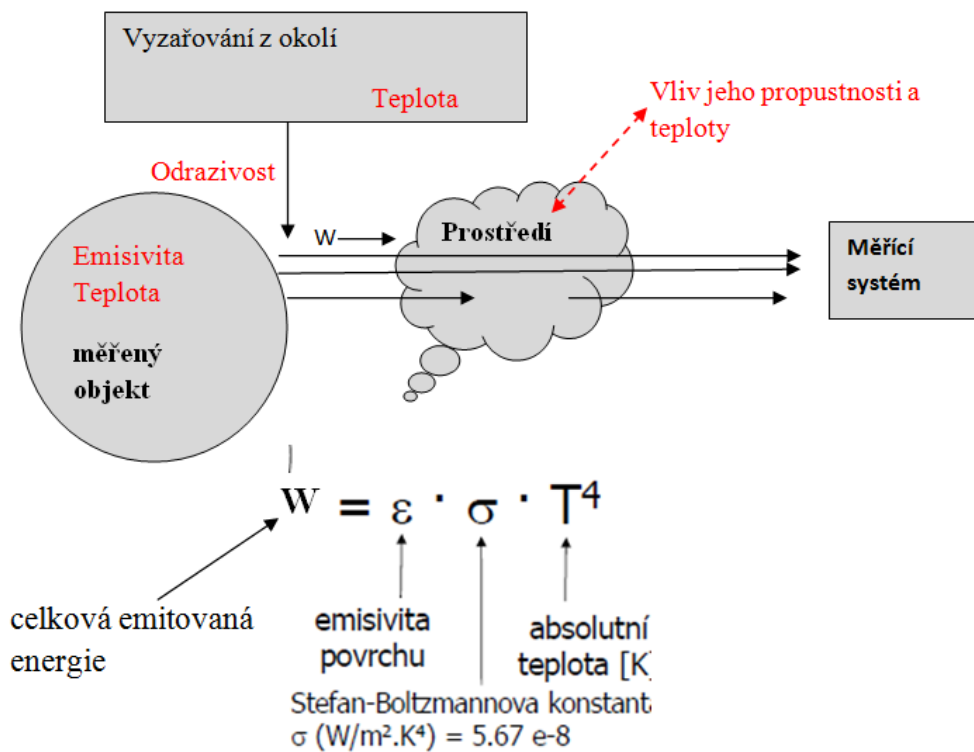 Vyzařování z okolí
Teplota
Vliv jeho propustnosti a
teploty
Odrazivost
W
Prostředí
Emisivita
Teplota
měřený
objekt
Měřící
systém
W = ε · σ · T⁴
celková emitovaná
energie
emisivita
povrchu
absolutní
teplota [K]
Stefan-Boltzmannova konstanta
σ (W/m².K⁴) = 5.67 e-8